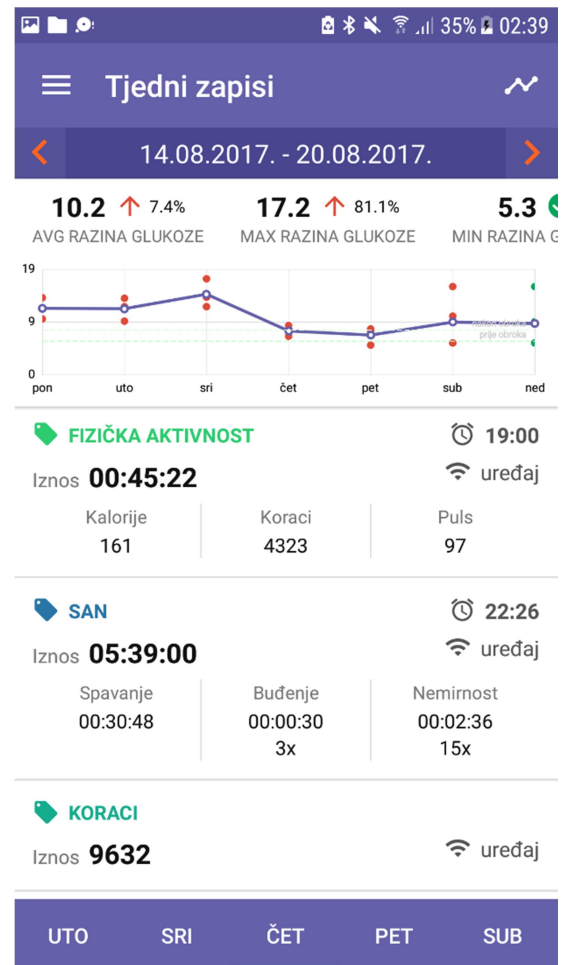 35% 02:39
Tjedni zapisi
14.08.2017. - 20.08.2017.
10.2 7.4% 17.2 81.1% 5.3
AVG RAZINA GLUKOZE MAX RAZINA GLUKOZE MIN RAZINA G
19
9
0
nakon obroka
prije obroka
pon uto sri čet pet sub ned
FIZIČKA AKTIVNOST 19:00
Iznos 00:45:22 uređaj
Kalorije Koraci Puls
161 4323 97
SAN 22:26
Iznos 05:39:00 uređaj
Spavanje Buđenje Nemirnost
00:30:48 00:00:30 00:02:36
3x 15x
KORACI
Iznos 9632 uređaj
UTO SRI ČET PET SUB